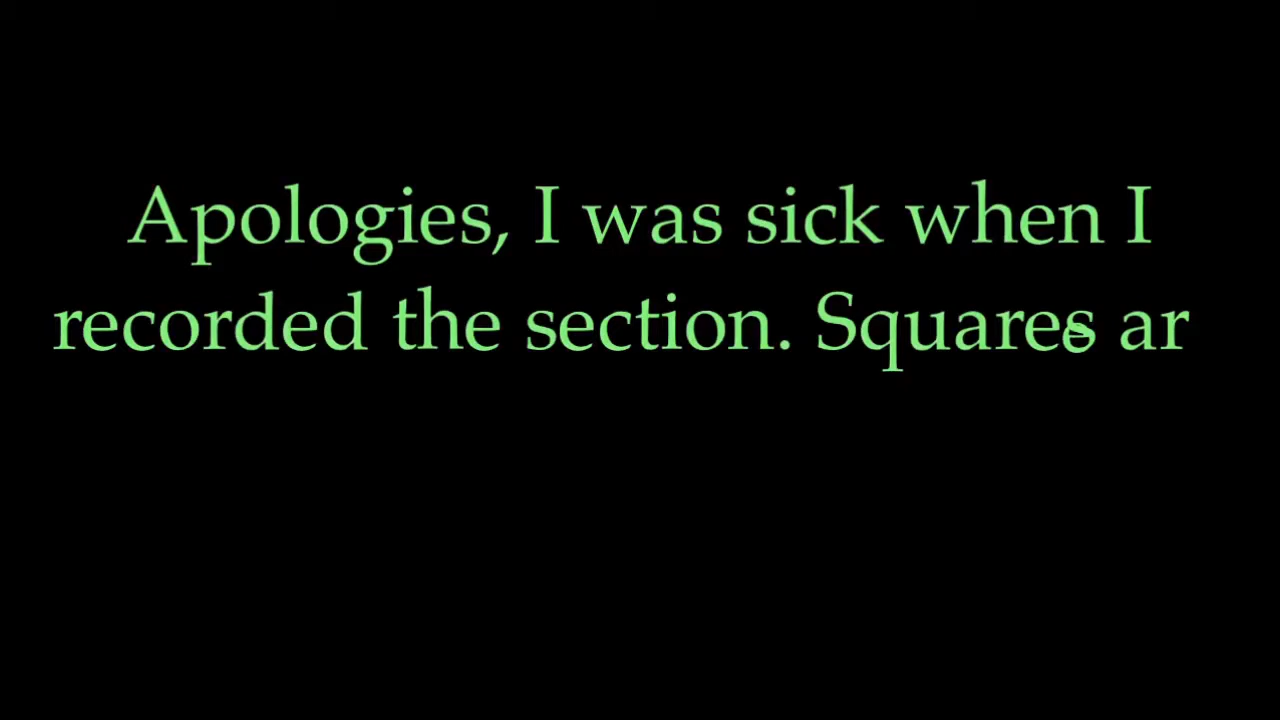 Apologies, I was sick when I
recorded the section. Squares ar